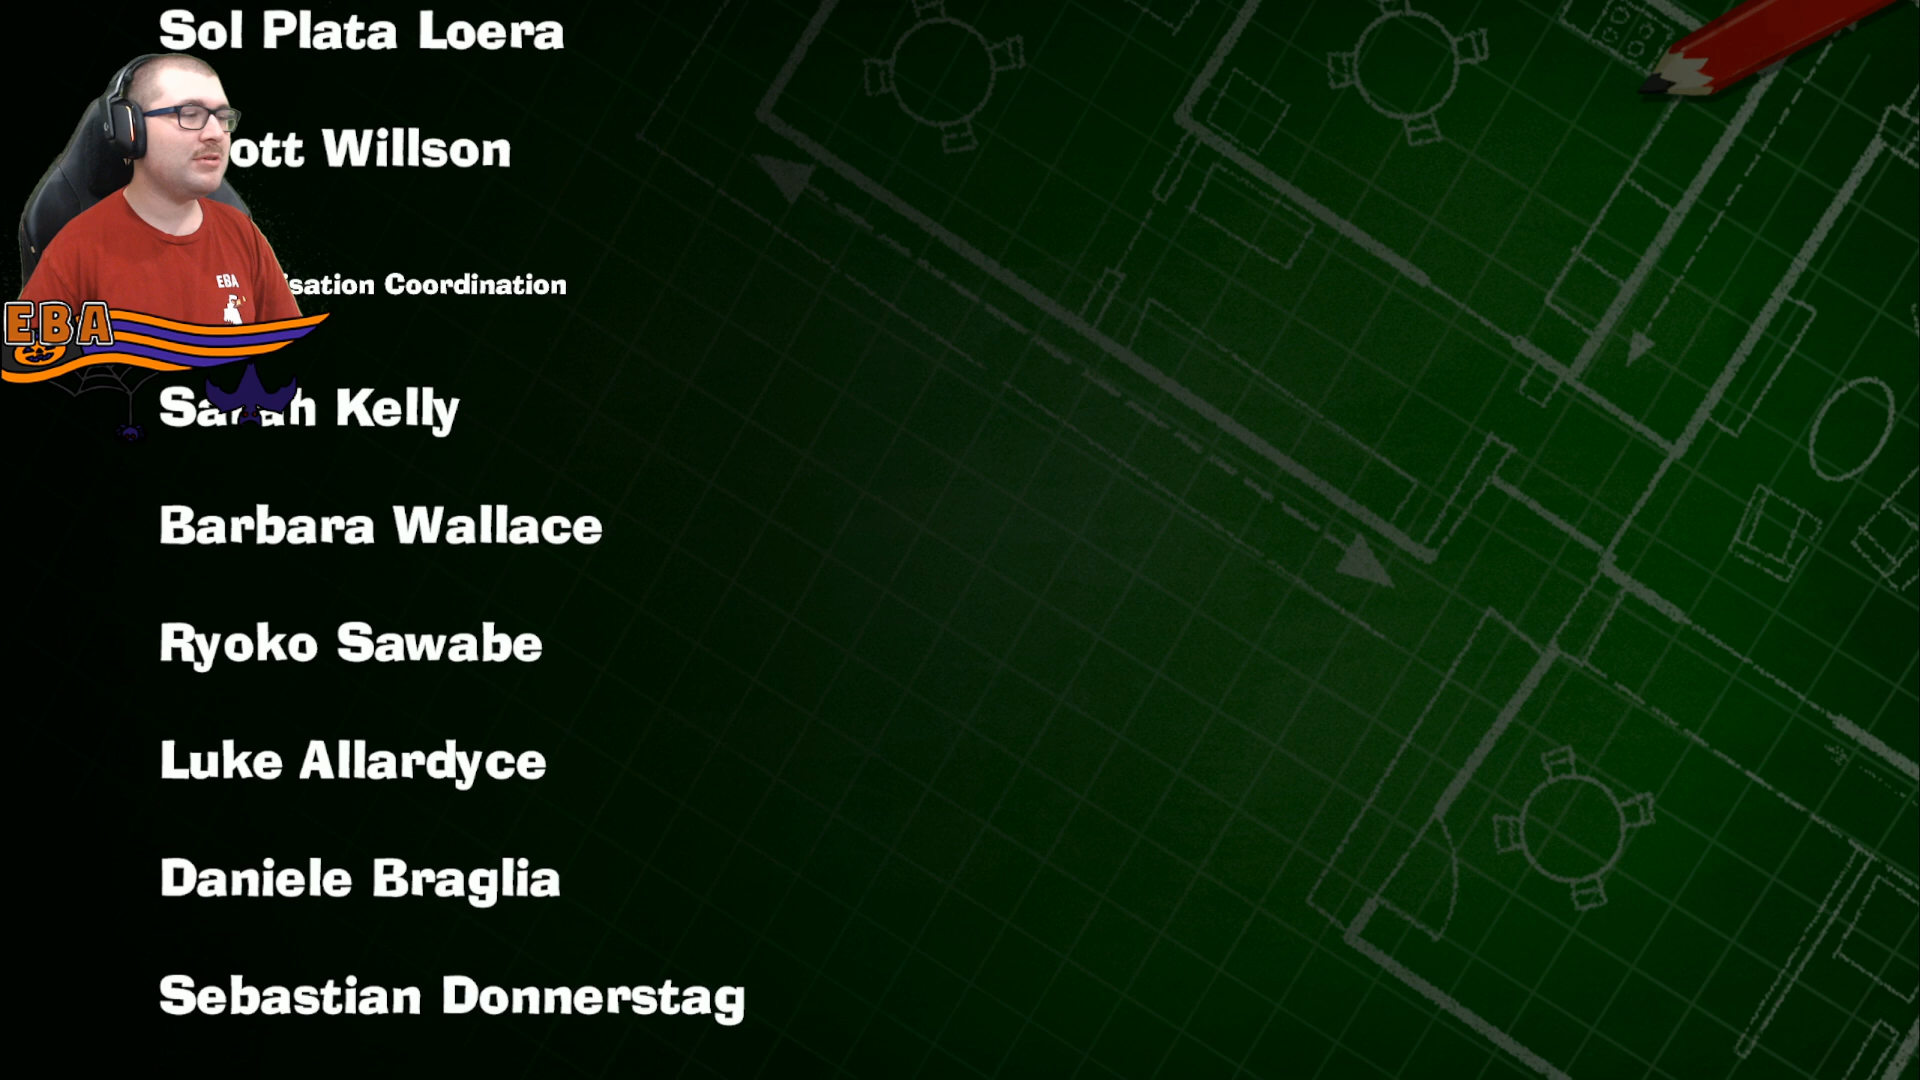 Sol Plata Loera
ott Willson
EBA
sation Coordination
EBA
Kelly
Barbara Wallace
Ryoko Sawabe
Luke Allardyce
Daniele Braglia
Sebastian Donnerstag